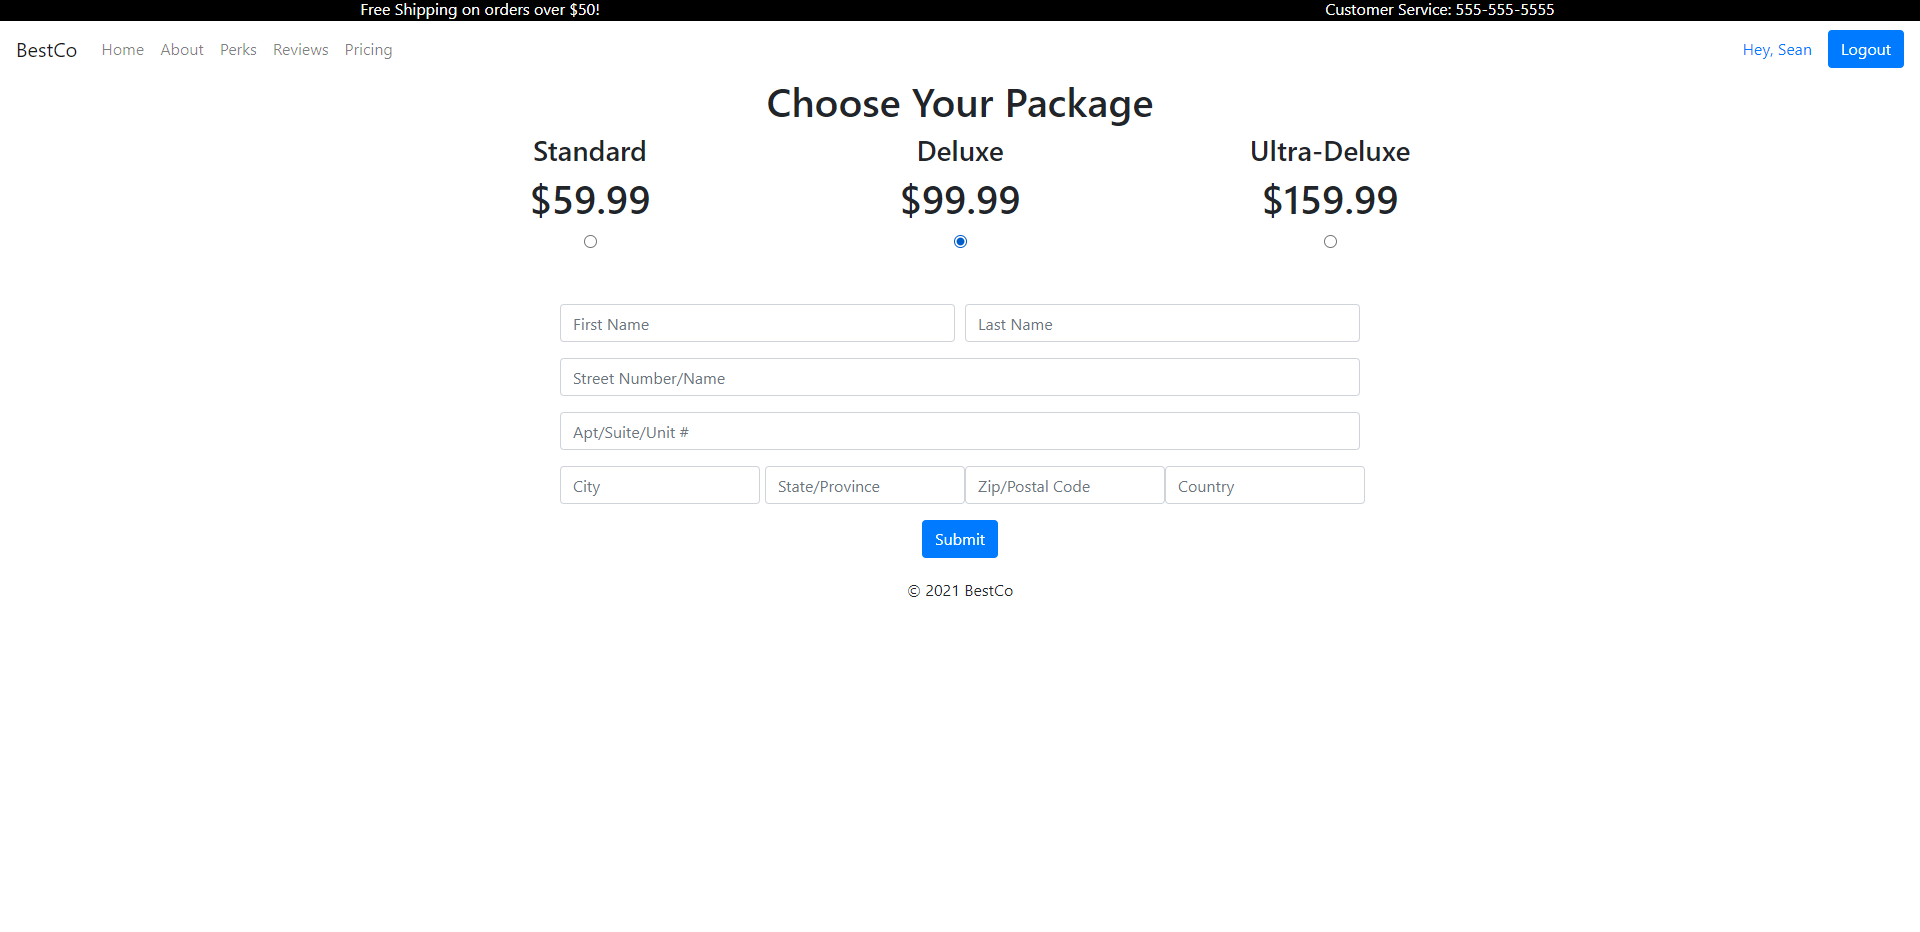 Free Shipping on orders over $50! Customer Service: 555-555-5555
BestCo Home About Perks Reviews Pricing Hey, Sean Logout
Choose Your Package
Standard Deluxe Ultra-Deluxe
$59.99 $99.99 $159.99
First Name Last Name
Street Number/Name
Apt/Suite/Unit #
City State/Province Zip/Postal Code Country
Submit
© 2021 BestCo